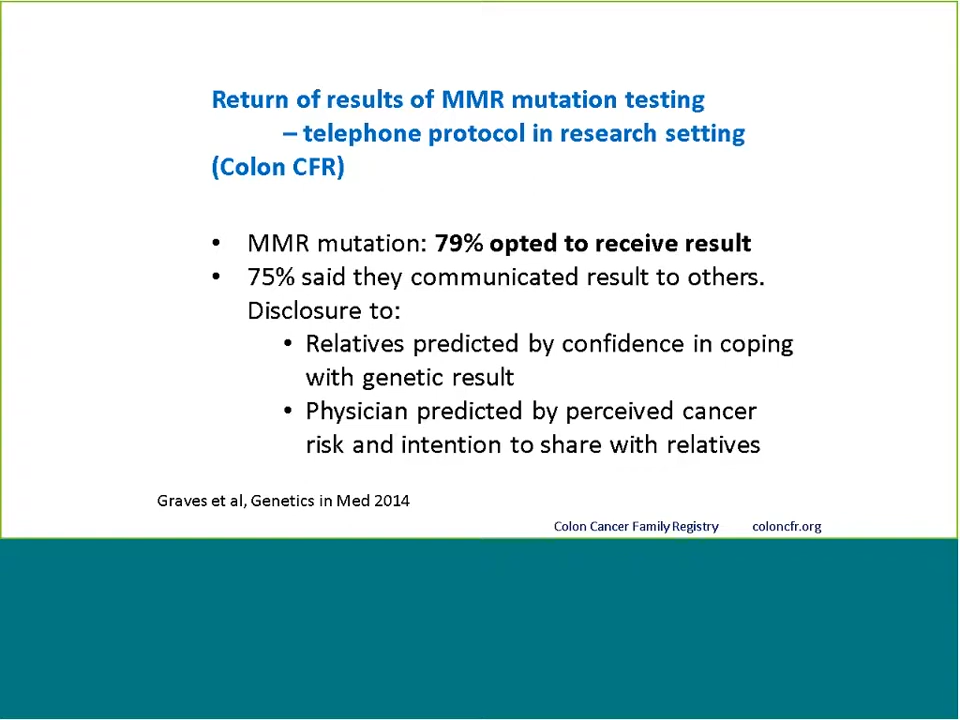 Return of results of MMR mutation testing
– telephone protocol in research setting
(Colon CFR)
• MMR mutation: 79% opted to receive result
• 75% said they communicated result to others.
Disclosure to:
• Relatives predicted by confidence in coping
with genetic result
• Physician predicted by perceived cancer
risk and intention to share with relatives
Graves et al, Genetics in Med 2014
Colon Cancer Family Registry coloncfr.org